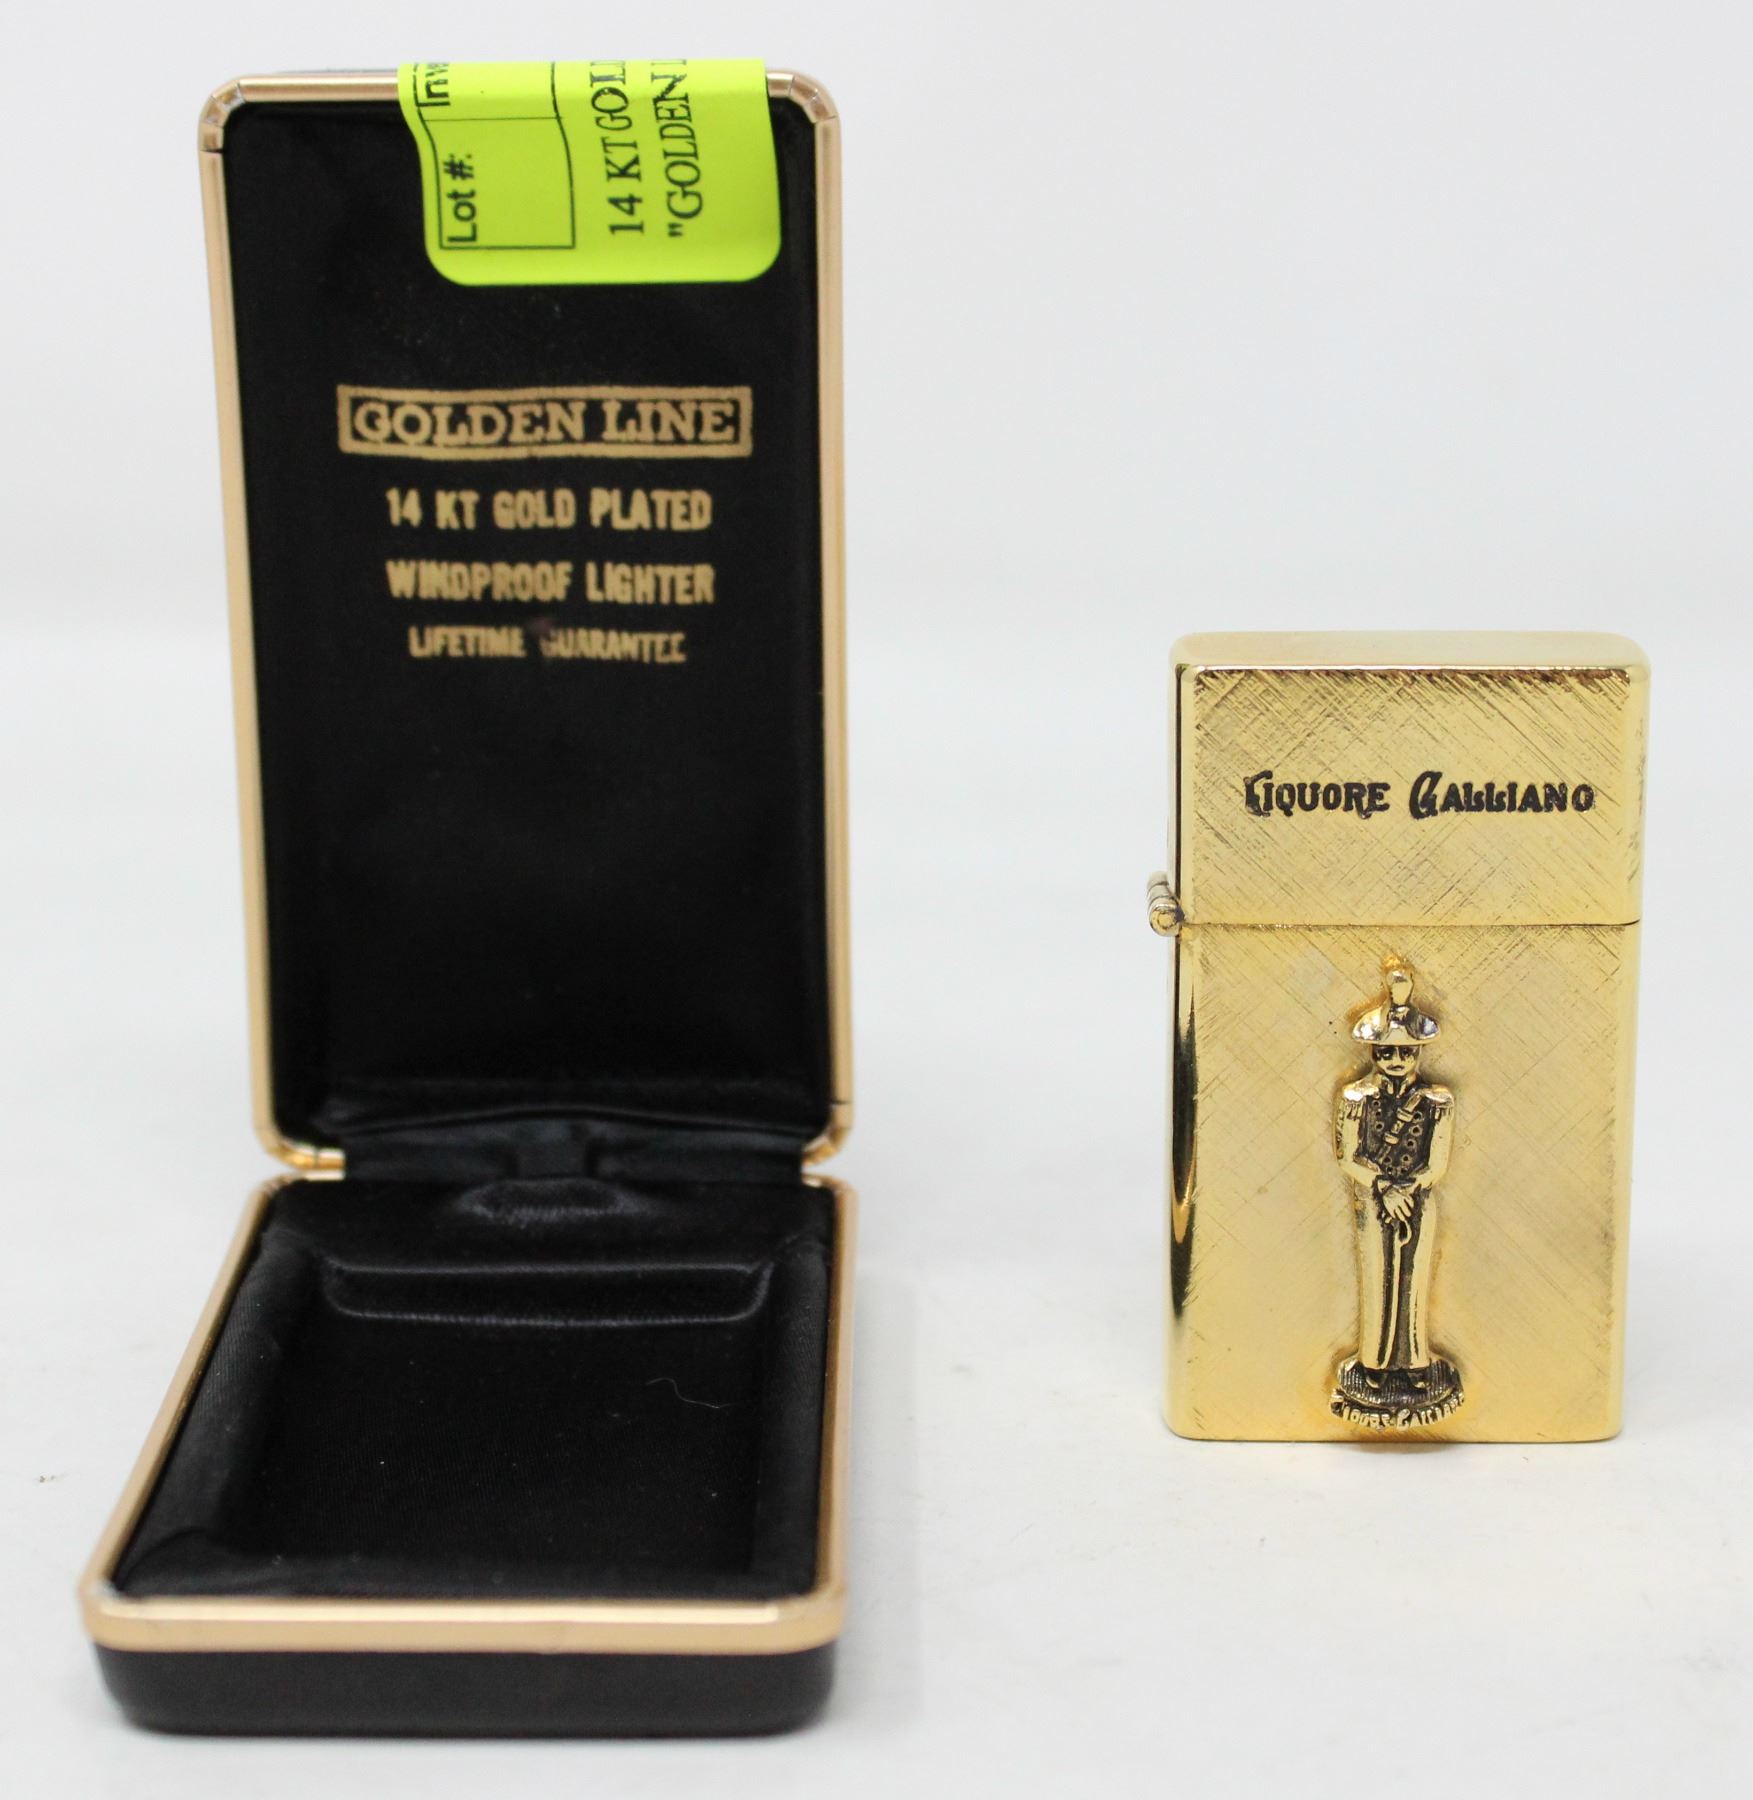 Lot #:
14 KT GOL
"GOLDEN
GOLDEN LINE
14 KT GOLD PLATED
WINDPROOF LIGHTER
LIFETIME GUARANTEE
LIQUORE GALLIANO